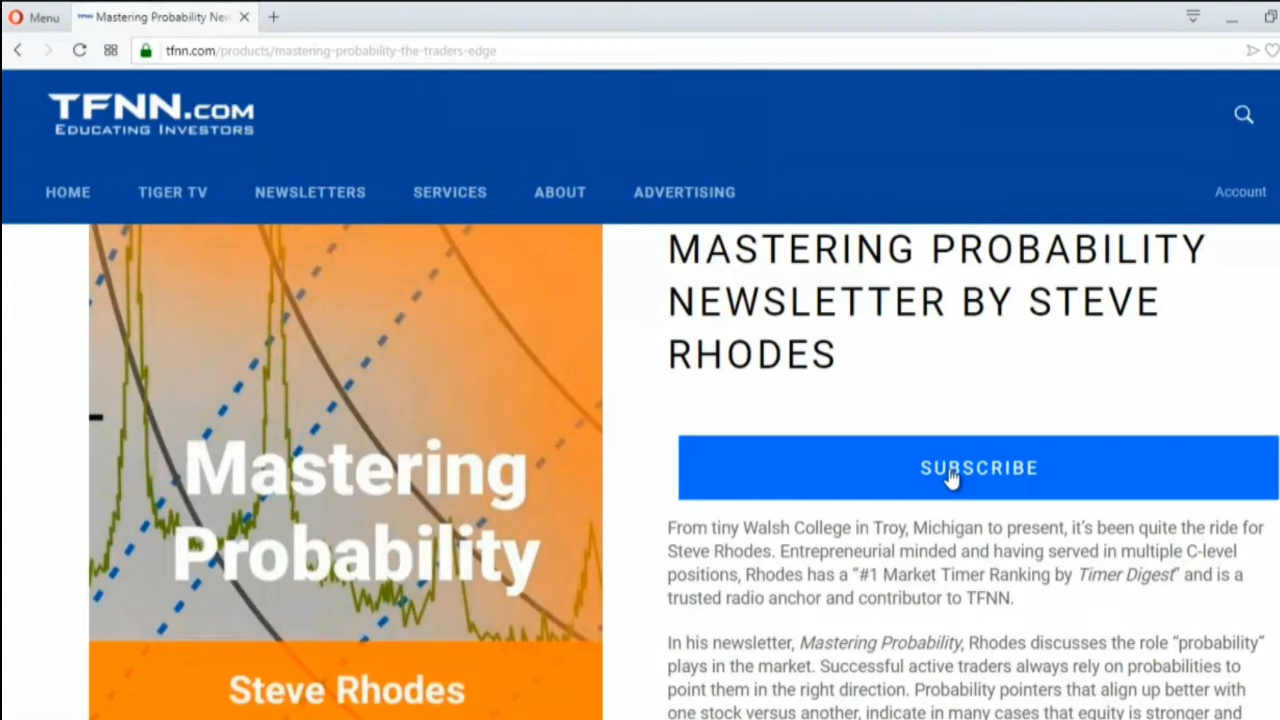 Menu
TFNN Mastering Probability New
tfnn.com/products/mastering-probability-the-traders-edge
TFNN.COM
EDUCATING INVESTORS
HOME TIGER TV NEWSLETTERS SERVICES ABOUT ADVERTISING Account
MASTERING PROBABILITY
NEWSLETTER BY STEVE
RHODES
Mastering
Probability
Steve Rhodes
SUBSCRIBE
From tiny Walsh College in Troy, Michigan to present, it's been quite the ride for
Steve Rhodes. Entrepreneurial minded and having served in multiple C-level
positions, Rhodes has a “#1 Market Timer Ranking by Timer Digest” and is a
trusted radio anchor and contributor to TFNN.
In his newsletter, Mastering Probability, Rhodes discusses the role “probability”
plays in the market. Successful active traders always rely on probabilities to
point them in the right direction. Probability pointers that align up better with
one stock versus another, indicate in many cases that equity is stronger and